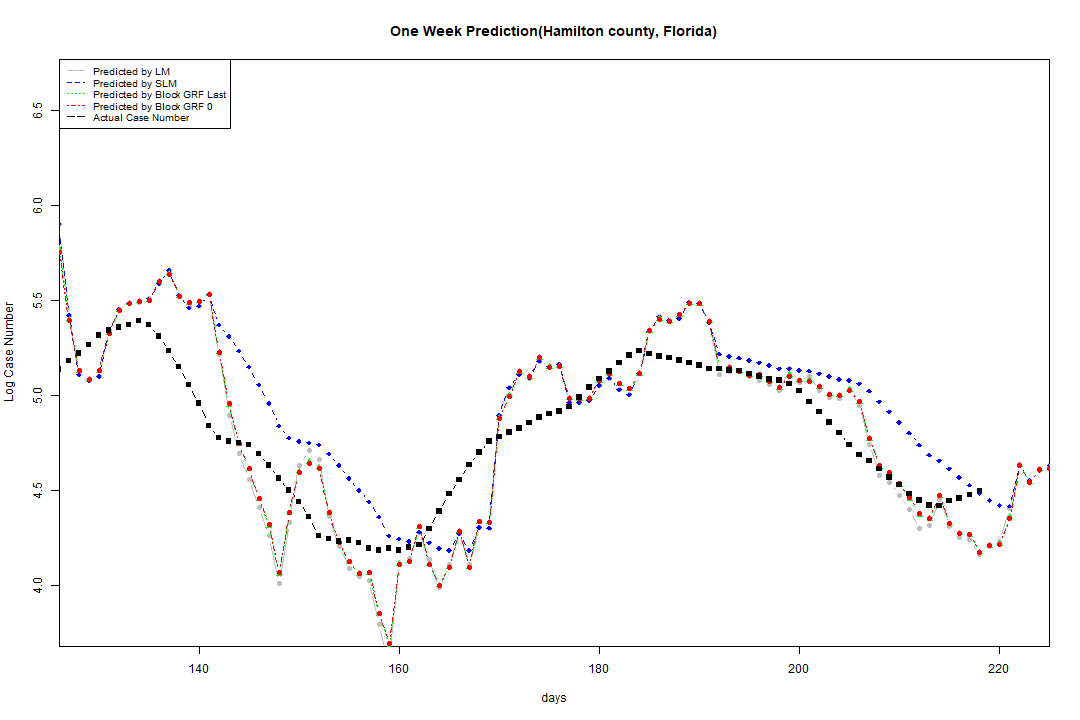 One Week Prediction(Hamilton county, Florida)
Predicted by LM
Predicted by SLM
Predicted by Block GRF Last
Predicted by Block GRF 0
Actual Case Number
Log Case Number
6.5
6.0
5.5
5.0
4.5
4.0
140 160 180 200 220
days